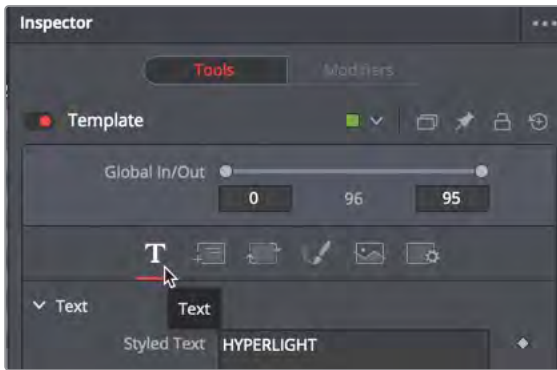 Inspector
Tools Modifiers
Template
Global In/Out
0 96 95
T
Text
Text
Styled Text HYPERLIGHT